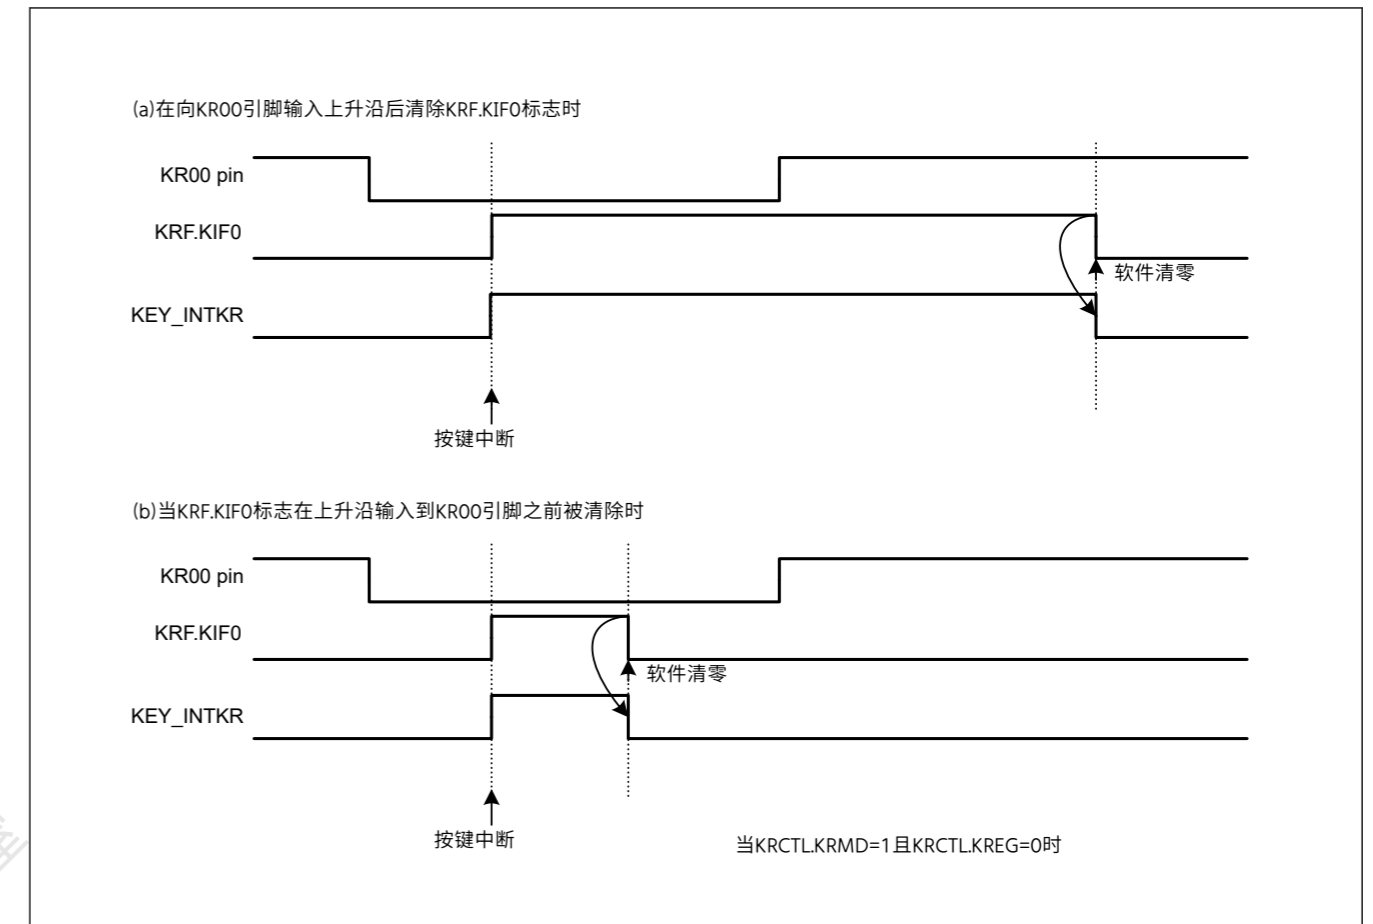 (a)在向KR00引脚输入上升沿后清除KRF.KIF0标志时
KR00 pin
KRF.KIF0
软件清零
KEY_INTKR
按键中断
(b)当KRF.KIF0标志在上升沿输入到KR00引脚之前被清除时
KR00 pin
KRF.KIF0
软件清零
KEY_INTKR
按键中断
当KRCTL.KRMD=1且KRCTL.KREG=0时